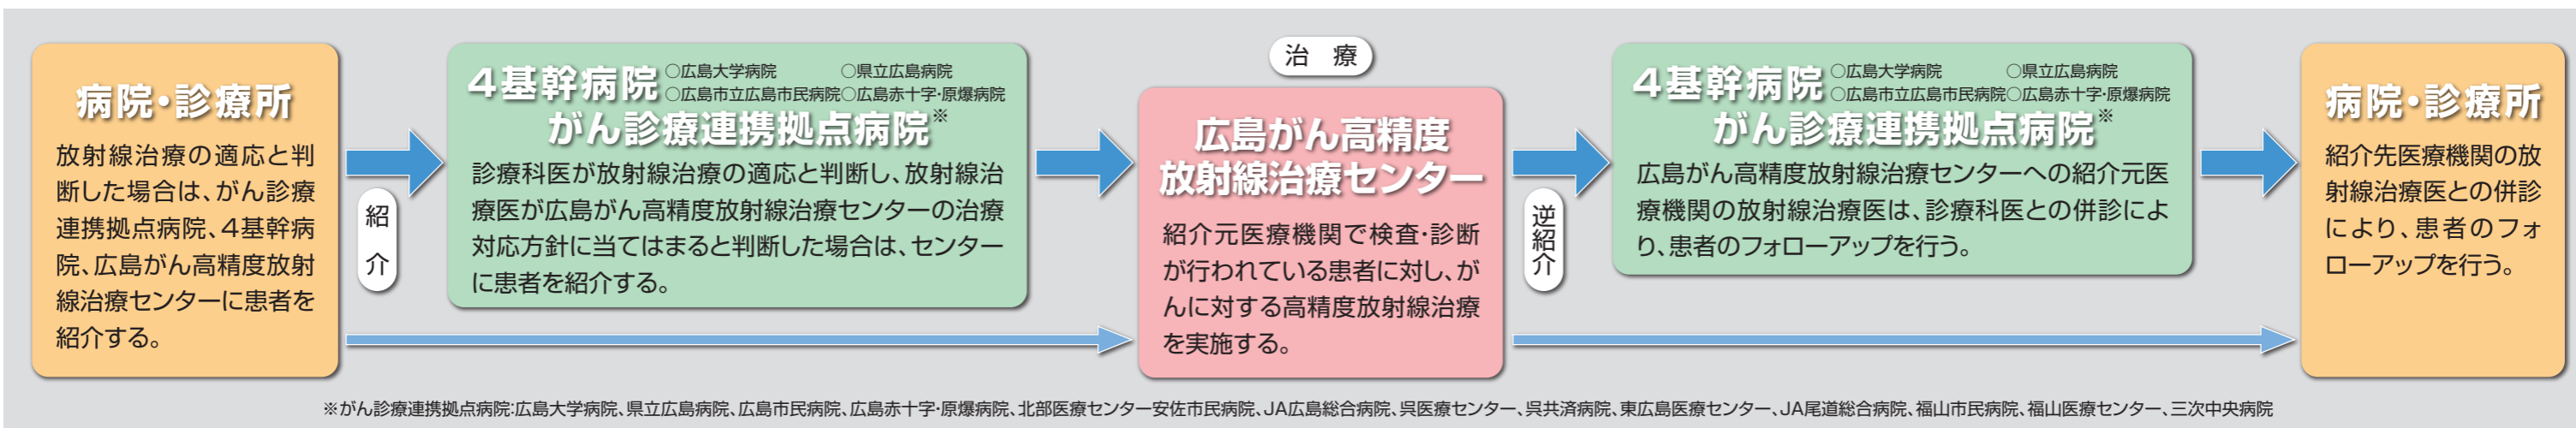 病院・診療所
放射線治療の適応と判
断した場合は、がん診療
連携拠点病院、4基幹病
院、広島がん高精度放射
線治療センターに患者を
紹介する。
紹介
4基幹病院
○広島大学病院 ○県立広島病院
○広島市立広島市民病院○広島赤十字・原爆病院
がん診療連携拠点病院※
診療科医が放射線治療の適応と判断し、放射線治
療医が広島がん高精度放射線治療センターの治療
対応方針に当てはまると判断した場合は、センター
に患者を紹介する。
治 療
広島がん高精度
放射線治療センター
紹介元医療機関で検査・診断
が行われている患者に対し、が
んに対する高精度放射線治療
を実施する。
逆紹介
4基幹病院
○広島大学病院 ○県立広島病院
○広島市立広島市民病院○広島赤十字・原爆病院
がん診療連携拠点病院※
広島がん高精度放射線治療センターへの紹介元医
療機関の放射線治療医は、診療科医との併診によ
り、患者のフォローアップを行う。
病院・診療所
紹介先医療機関の放
射線治療医との併診
により、患者のフォ
ローアップを行う。
※がん診療連携拠点病院:広島大学病院、県立広島病院、広島市民病院、広島赤十字・原爆病院、北部医療センター安佐市民病院、JA広島総合病院、呉医療センター、呉共済病院、東広島医療センター、JA尾道総合病院、福山市民病院、福山医療センター、三次中央病院